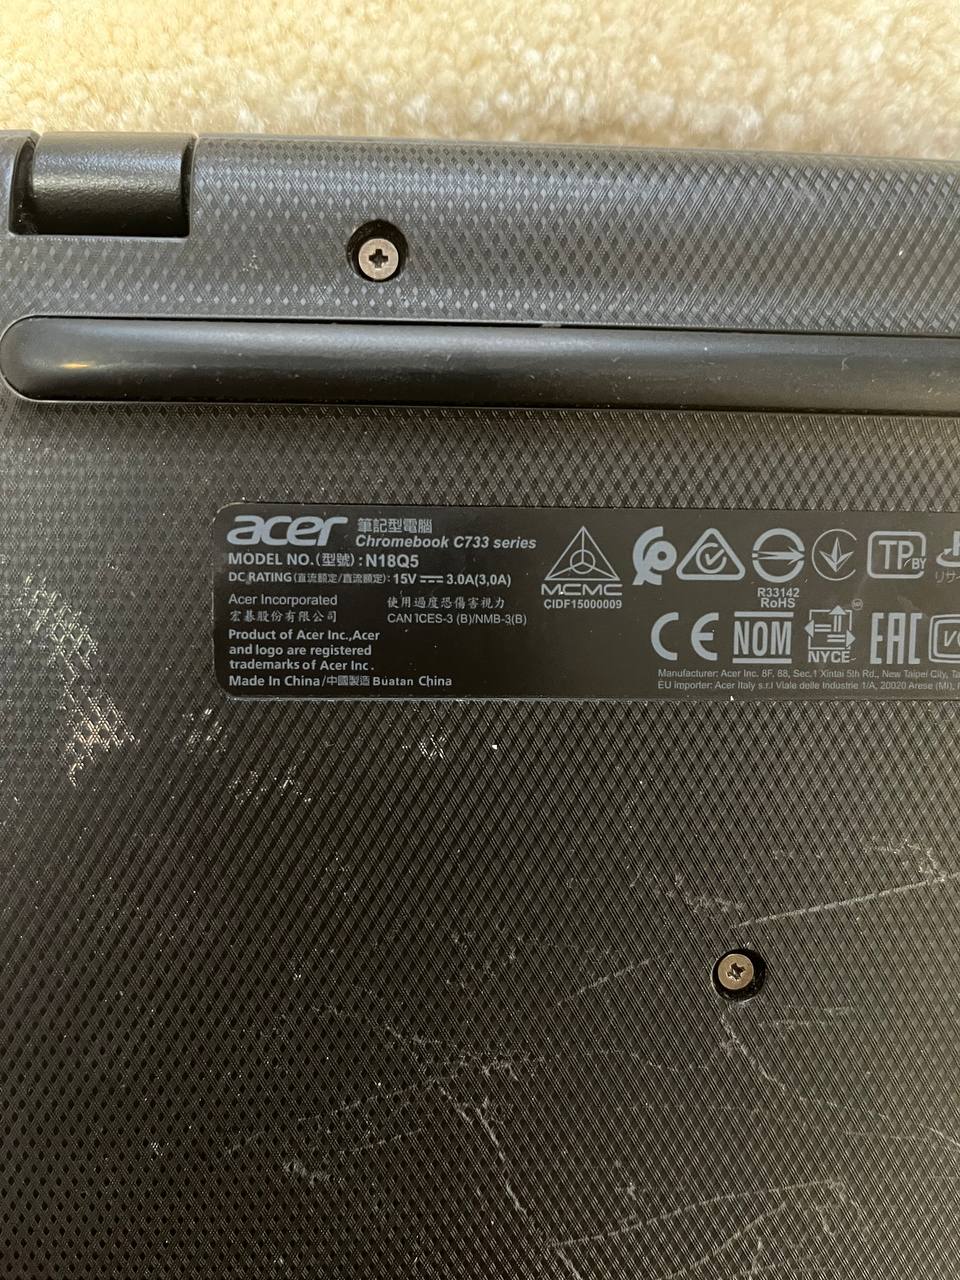 acer 筆記型電腦
Chromebook C733 series
MODEL NO.(型號) : N18Q5
DC RATING(直流額定/直流額定): 15V ⎓ 3.0A(3,0A)
Acer Incorporated 使用過度恐傷害視力
宏碁股份有限公司 CAN ICES-3 (B)/NMB-3(B)
Product of Acer Inc.,Acer
and logo are registered
trademarks of Acer Inc.
Made In China/中國製造 Buatan China
MCMC
CIDF15000009
R33142
RoHS
TP BY
リサ
CE
NOM
NYCE
EAC
Manufacturer: Acer Inc. 8F, 88, Sec.1 Xintai 5th Rd., New Taipei City,
EU importer: Acer Italy s.r.l Viale delle Industrie 1/A, 20020 Arese (MI),